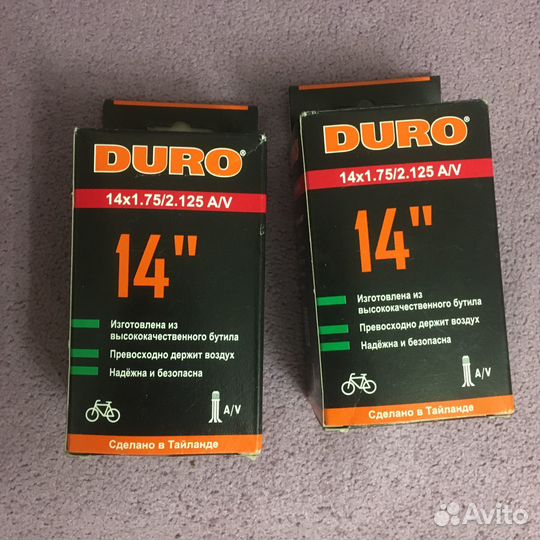 DURO®
14x1.75/2.125 A/V
14"
Изготовлена из
высококачественного бутила
Превосходно держит воздух
Надёжна и безопасна
A/V
Сделано в Тайланде
DURO®
14x1.75/2.125 A/V
14"
Изготовлена из
высококачественного бутила
Превосходно держит воздух
Надёжна и безопасна
A/V
Сделано в Тайланде
Avito